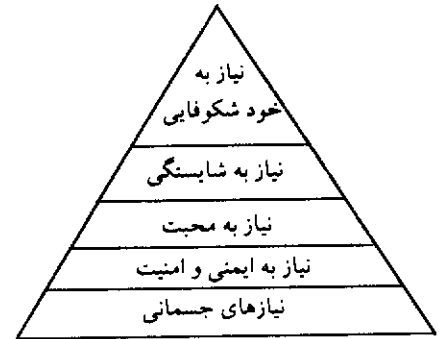 نیاز به
خود شکوفایی
نیاز به شایستگی
نیاز به محبت
نیاز به ایمنی و امنیت
نیازهای جسمانی